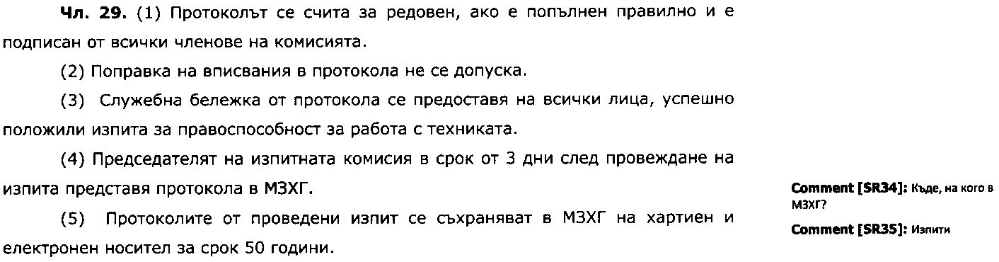 Чл. 29. (1) Протоколът се счита за редовен, ако е попълнен правилно и е
подписан от всички членове на комисията.
(2) Поправка на вписвания в протокола не се допуска.
(3) Служебна бележка от протокола се предоставя на всички лица, успешно
положили изпита за правоспособност за работа с техниката.
(4) Председателят на изпитната комисия в срок от 3 дни след провеждане на
изпита представя протокола в МЗХГ.
(5) Протоколите от проведени изпит се съхраняват в МЗХГ на хартиен и
електронен носител за срок 50 години.
Comment [SR34]: Къде, на кого в
МЗХГ?
Comment [SR35]: Изпити